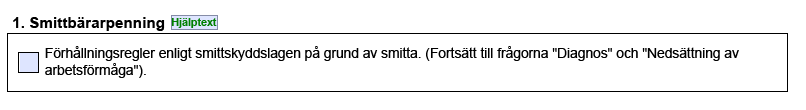 1. Smittbärarpenning Hjälptext
Förhållningsregler enligt smittskyddslagen på grund av smitta. (Fortsätt till frågorna "Diagnos" och "Nedsättning av
arbetsförmåga").